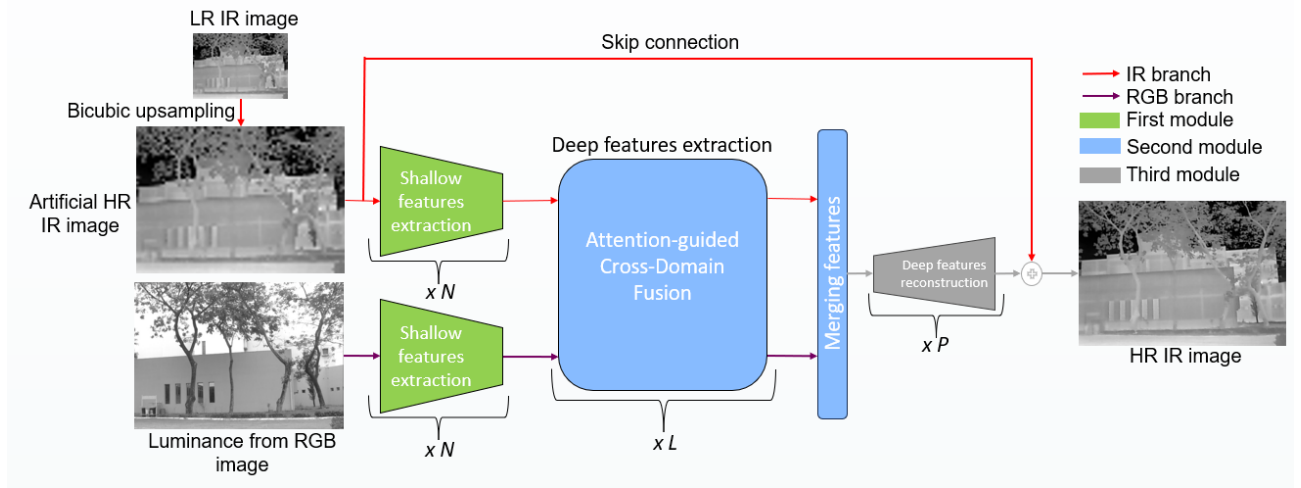 LR IR image
Bicubic upsampling
Artificial HR
IR image
Luminance from RGB
image
Skip connection
Shallow
features
extraction
x N
Shallow
features
extraction
x N
Deep features extraction
Attention-guided
Cross-Domain
Fusion
x L
Merging features
Deep features
reconstruction
x P
IR branch
RGB branch
First module
Second module
Third module
HR IR image